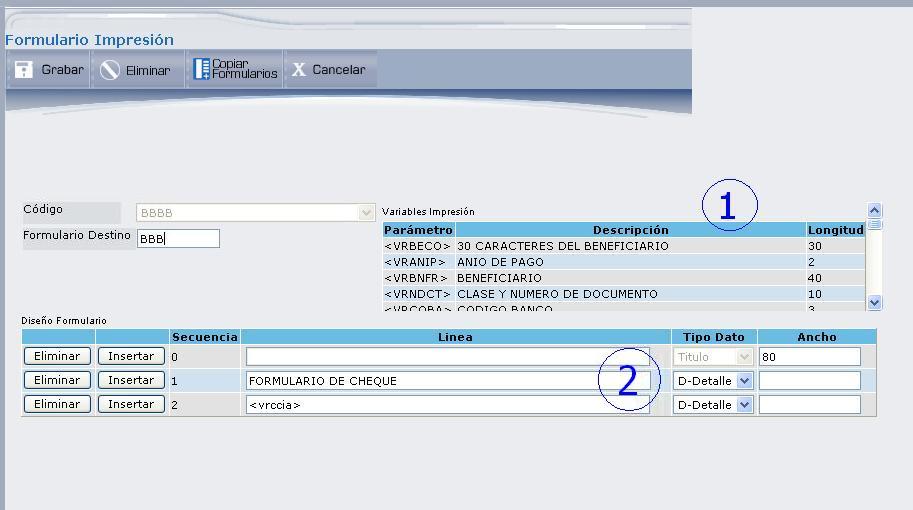 Formulario Impresión
Grabar Eliminar Copiar Formularios X Cancelar
1
Código BBBB Variables Impresión
Formulario Destino BBB
Parámetro Descripción Longitud
<VRBECO> 30 CARACTERES DEL BENEFICIARIO 30
<VRANIP> ANIO DE PAGO 2
<VRBNFR> BENEFICIARIO 40
<VRNDCT> CLASE Y NUMERO DE DOCUMENTO 10
<VRCOBA> CODIGO BANCO 3
Diseño Formulario
Secuencia Linea Tipo Dato Ancho
Eliminar Insertar 0 Titulo 80
Eliminar Insertar 1 FORMULARIO DE CHEQUE 2 D-Detalle
Eliminar Insertar 2 <vrccia> D-Detalle